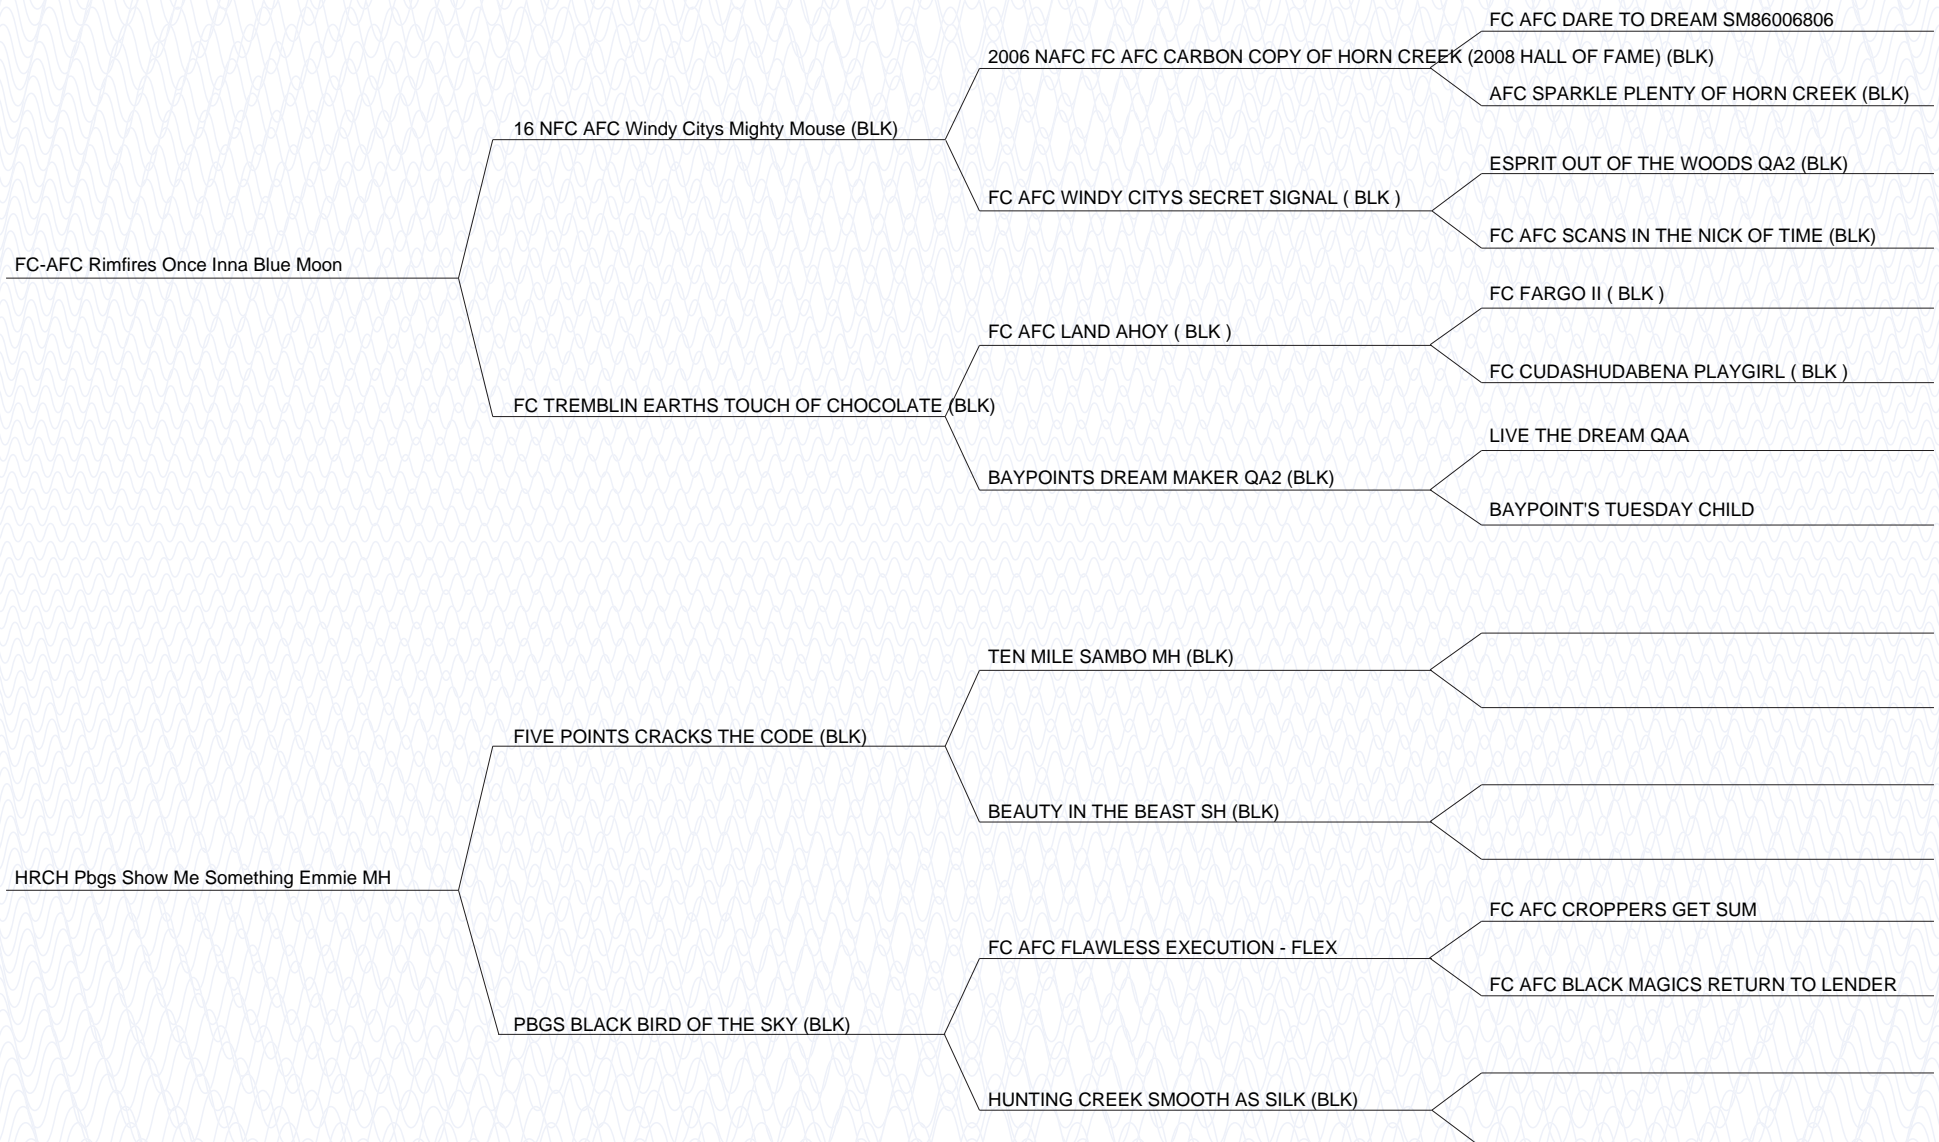 FC AFC DARE TO DREAM SM86006806
2006 NAFC FC AFC CARBON COPY OF HORN CREEK (2008 HALL OF FAME) (BLK)
AFC SPARKLE PLENTY OF HORN CREEK (BLK)
16 NFC AFC Windy Citys Mighty Mouse (BLK)
ESPRIT OUT OF THE WOODS QA2 (BLK)
FC AFC WINDY CITYS SECRET SIGNAL ( BLK )
FC AFC SCANS IN THE NICK OF TIME (BLK)
FC-AFC Rimfires Once Inna Blue Moon
FC FARGO II ( BLK )
FC AFC LAND AHOY ( BLK )
FC CUDASHUDABENA PLAYGIRL ( BLK )
FC TREMBLIN EARTHS TOUCH OF CHOCOLATE (BLK)
LIVE THE DREAM QAA
BAYPOINTS DREAM MAKER QA2 (BLK)
BAYPOINT'S TUESDAY CHILD
TEN MILE SAMBO MH (BLK)
FIVE POINTS CRACKS THE CODE (BLK)
BEAUTY IN THE BEAST SH (BLK)
HRCH Pbgs Show Me Something Emmie MH
FC AFC CROPPERS GET SUM
FC AFC FLAWLESS EXECUTION - FLEX
FC AFC BLACK MAGICS RETURN TO LENDER
PBGS BLACK BIRD OF THE SKY (BLK)
HUNTING CREEK SMOOTH AS SILK (BLK)